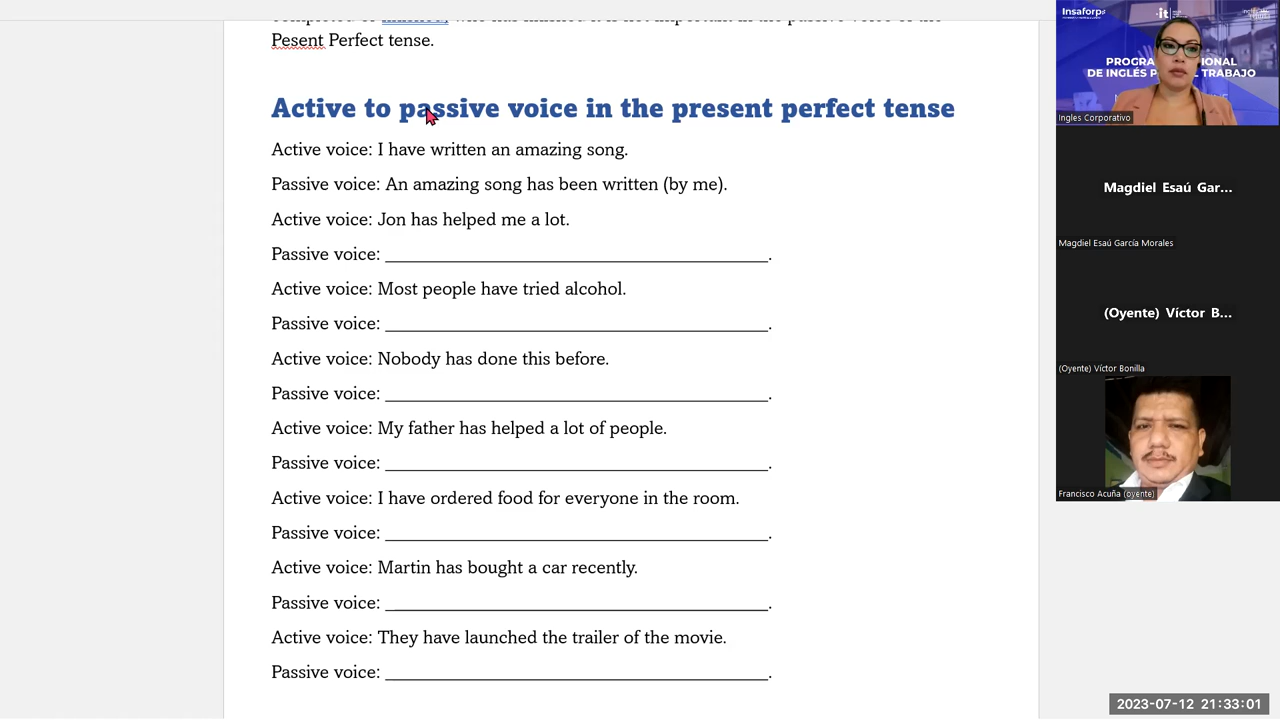 Pesent Perfect tense.
Active to passive voice in the present perfect tense
Active voice: I have written an amazing song.
Passive voice: An amazing song has been written (by me).
Active voice: Jon has helped me a lot.
Passive voice: ________________________________________.
Active voice: Most people have tried alcohol.
Passive voice: ________________________________________.
Active voice: Nobody has done this before.
Passive voice: ________________________________________.
Active voice: My father has helped a lot of people.
Passive voice: ________________________________________.
Active voice: I have ordered food for everyone in the room.
Passive voice: ________________________________________.
Active voice: Martin has bought a car recently.
Passive voice: ________________________________________.
Active voice: They have launched the trailer of the movie.
Passive voice: ________________________________________.
Insaforp
·it
PROGRA IONAL
DE INGLÉS P TRABAJO
Ingles Corporativo
Magdiel Esaú Gar...
Magdiel Esaú García Morales
(Oyente) Víctor B...
(Oyente) Víctor Bonilla
Francisco Acuña (oyente)
2023-07-12 21:33:01